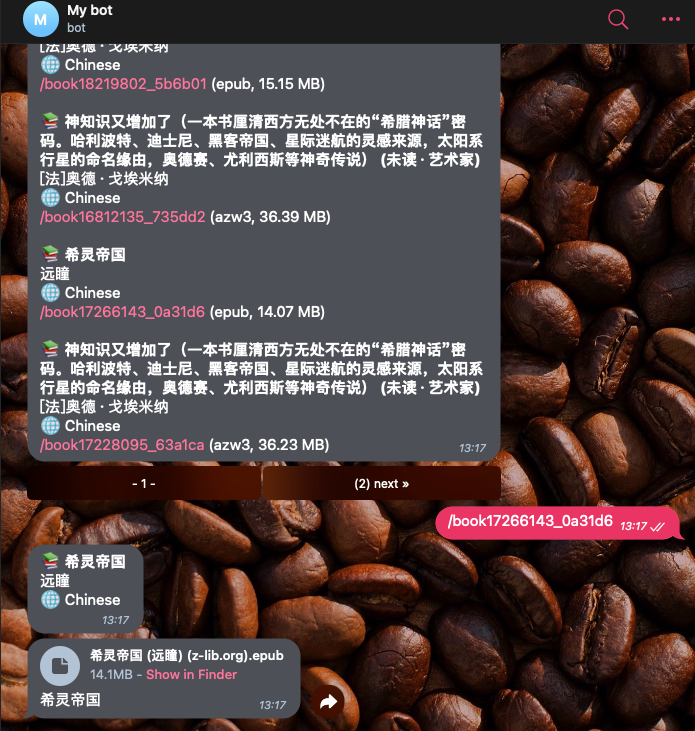 M
My bot
bot
[法]奥德 · 戈埃米纳
Chinese
/book18219802_5b6b01 (epub, 15.15 MB)
神知识又增加了（一本书厘清西方无处不在的“希腊神话”密
码。哈利波特、迪士尼、黑客帝国、星际迷航的灵感来源，太阳系
行星的命名缘由，奥德赛、尤利西斯等神奇传说） (未读 · 艺术家)
[法]奥德 · 戈埃米纳
Chinese
/book16812135_735dd2 (azw3, 36.39 MB)
希灵帝国
远瞳
Chinese
/book17266143_0a31d6 (epub, 14.07 MB)
神知识又增加了（一本书厘清西方无处不在的“希腊神话”密
码。哈利波特、迪士尼、黑客帝国、星际迷航的灵感来源，太阳系
行星的命名缘由，奥德赛、尤利西斯等神奇传说） (未读 · 艺术家)
[法]奥德 · 戈埃米纳
Chinese
/book17228095_63a1ca (azw3, 36.23 MB)
13:17
- 1 -
(2) next »
/book17266143_0a31d6 13:17
希灵帝国
远瞳
Chinese
13:17
希灵帝国 (远瞳) (z-lib.org).epub
14.1MB - Show in Finder
希灵帝国
13:17